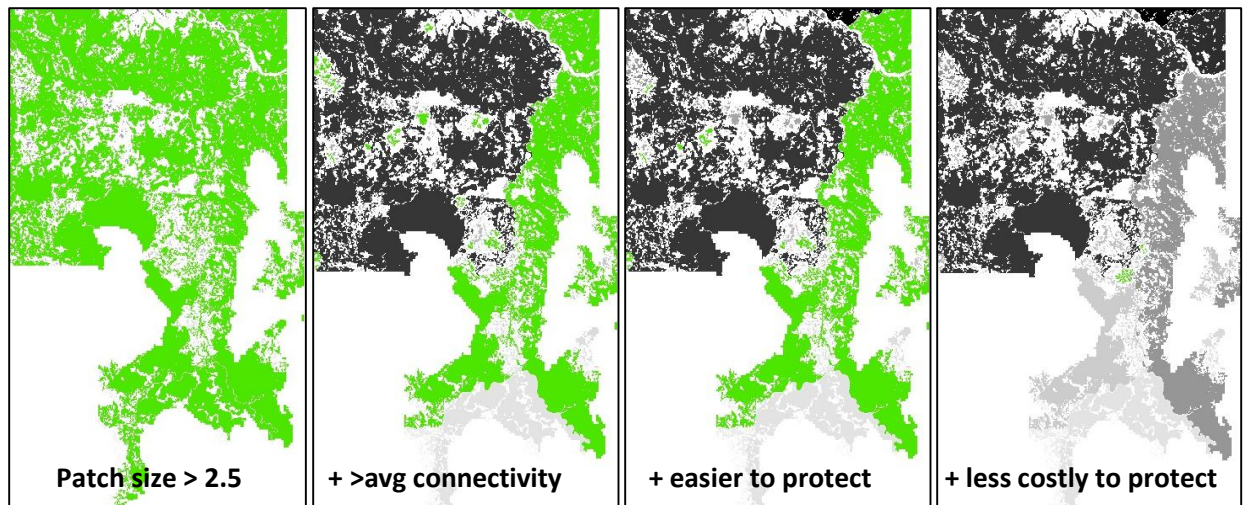 Patch size > 2.5
+ >avg connectivity
+ easier to protect
+ less costly to protect